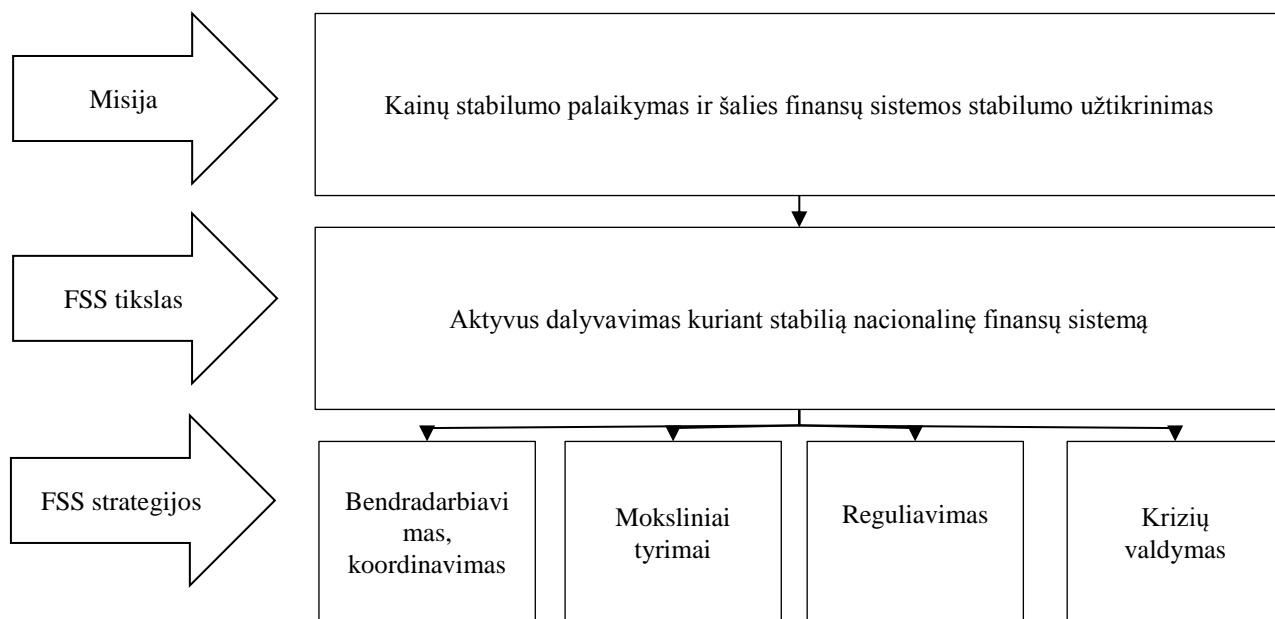 Misija
Kainų stabilumo palaikymas ir šalies finansų sistemos stabilumo užtikrinimas
FSS tikslas
Aktyvus dalyvavimas kuriant stabilią nacionalinę finansų sistemą
FSS strategijos
Bendradarbiavi
mas,
koordinavimas
Moksliniai
tyrimai
Reguliavimas
Krizių
valdymas